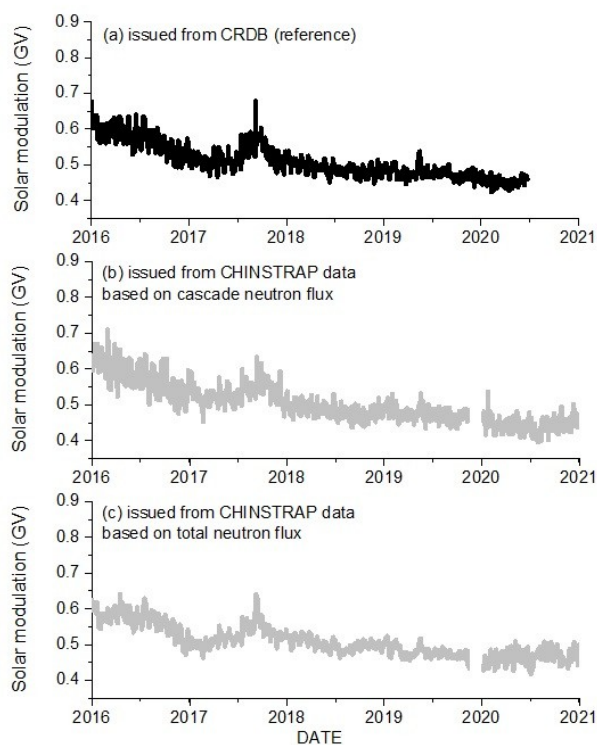 0.9
(a) issued from CRDB (reference)
0.8
0.7
0.6
0.5
0.4
Solar modulation (GV)
2016 2017 2018 2019 2020 2021
0.9
(b) issued from CHINSTRAP data
based on cascade neutron flux
0.8
0.7
0.6
0.5
0.4
Solar modulation (GV)
2016 2017 2018 2019 2020 2021
0.9
(c) issued from CHINSTRAP data
based on total neutron flux
0.8
0.7
0.6
0.5
0.4
Solar modulation (GV)
2016 2017 2018 2019 2020 2021
DATE